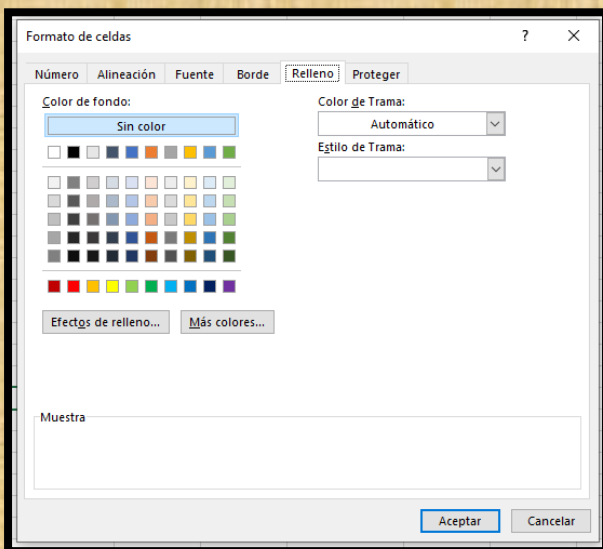 Formato de celdas ?
Número Alineación Fuente Borde Relleno Proteger
Color de fondo:
Sin color
Color de Trama:
Automático
Estilo de Trama:
Efectos de relleno... Más colores...
Muestra
Aceptar Cancelar